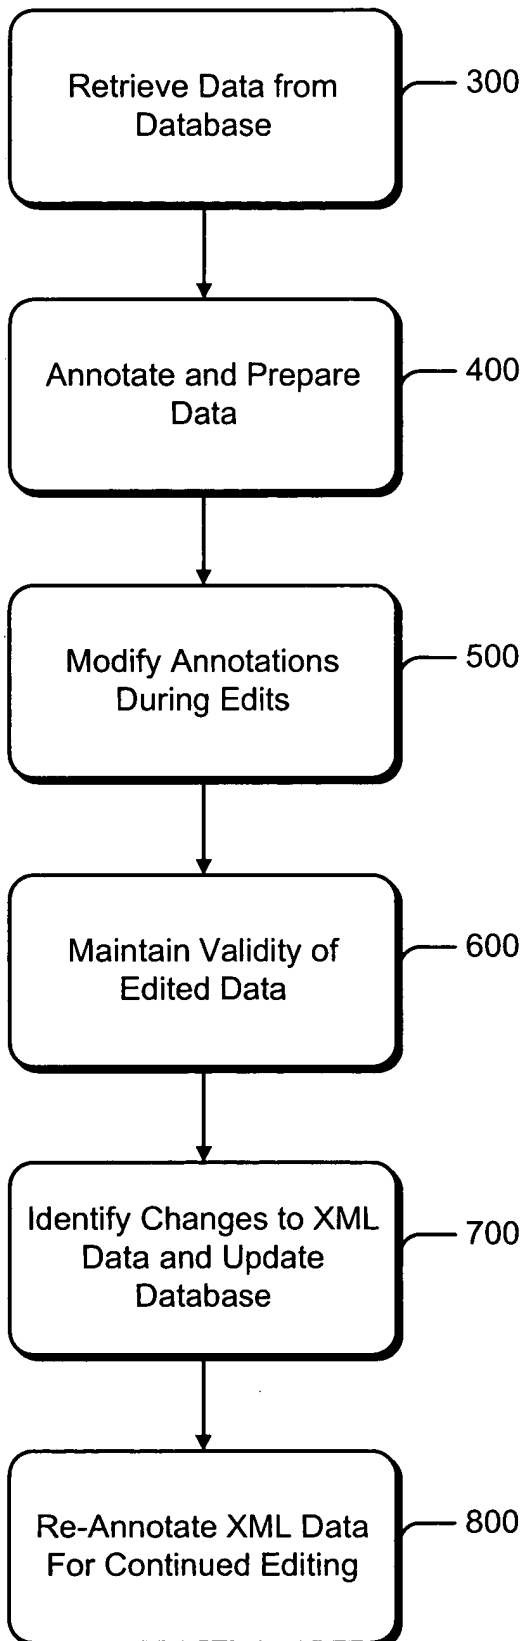 Retrieve Data from
Database
300
Annotate and Prepare
Data
400
Modify Annotations
During Edits
500
Maintain Validity of
Edited Data
600
Identify Changes to XML
Data and Update
Database
700
Re-Annotate XML Data
For Continued Editing
800